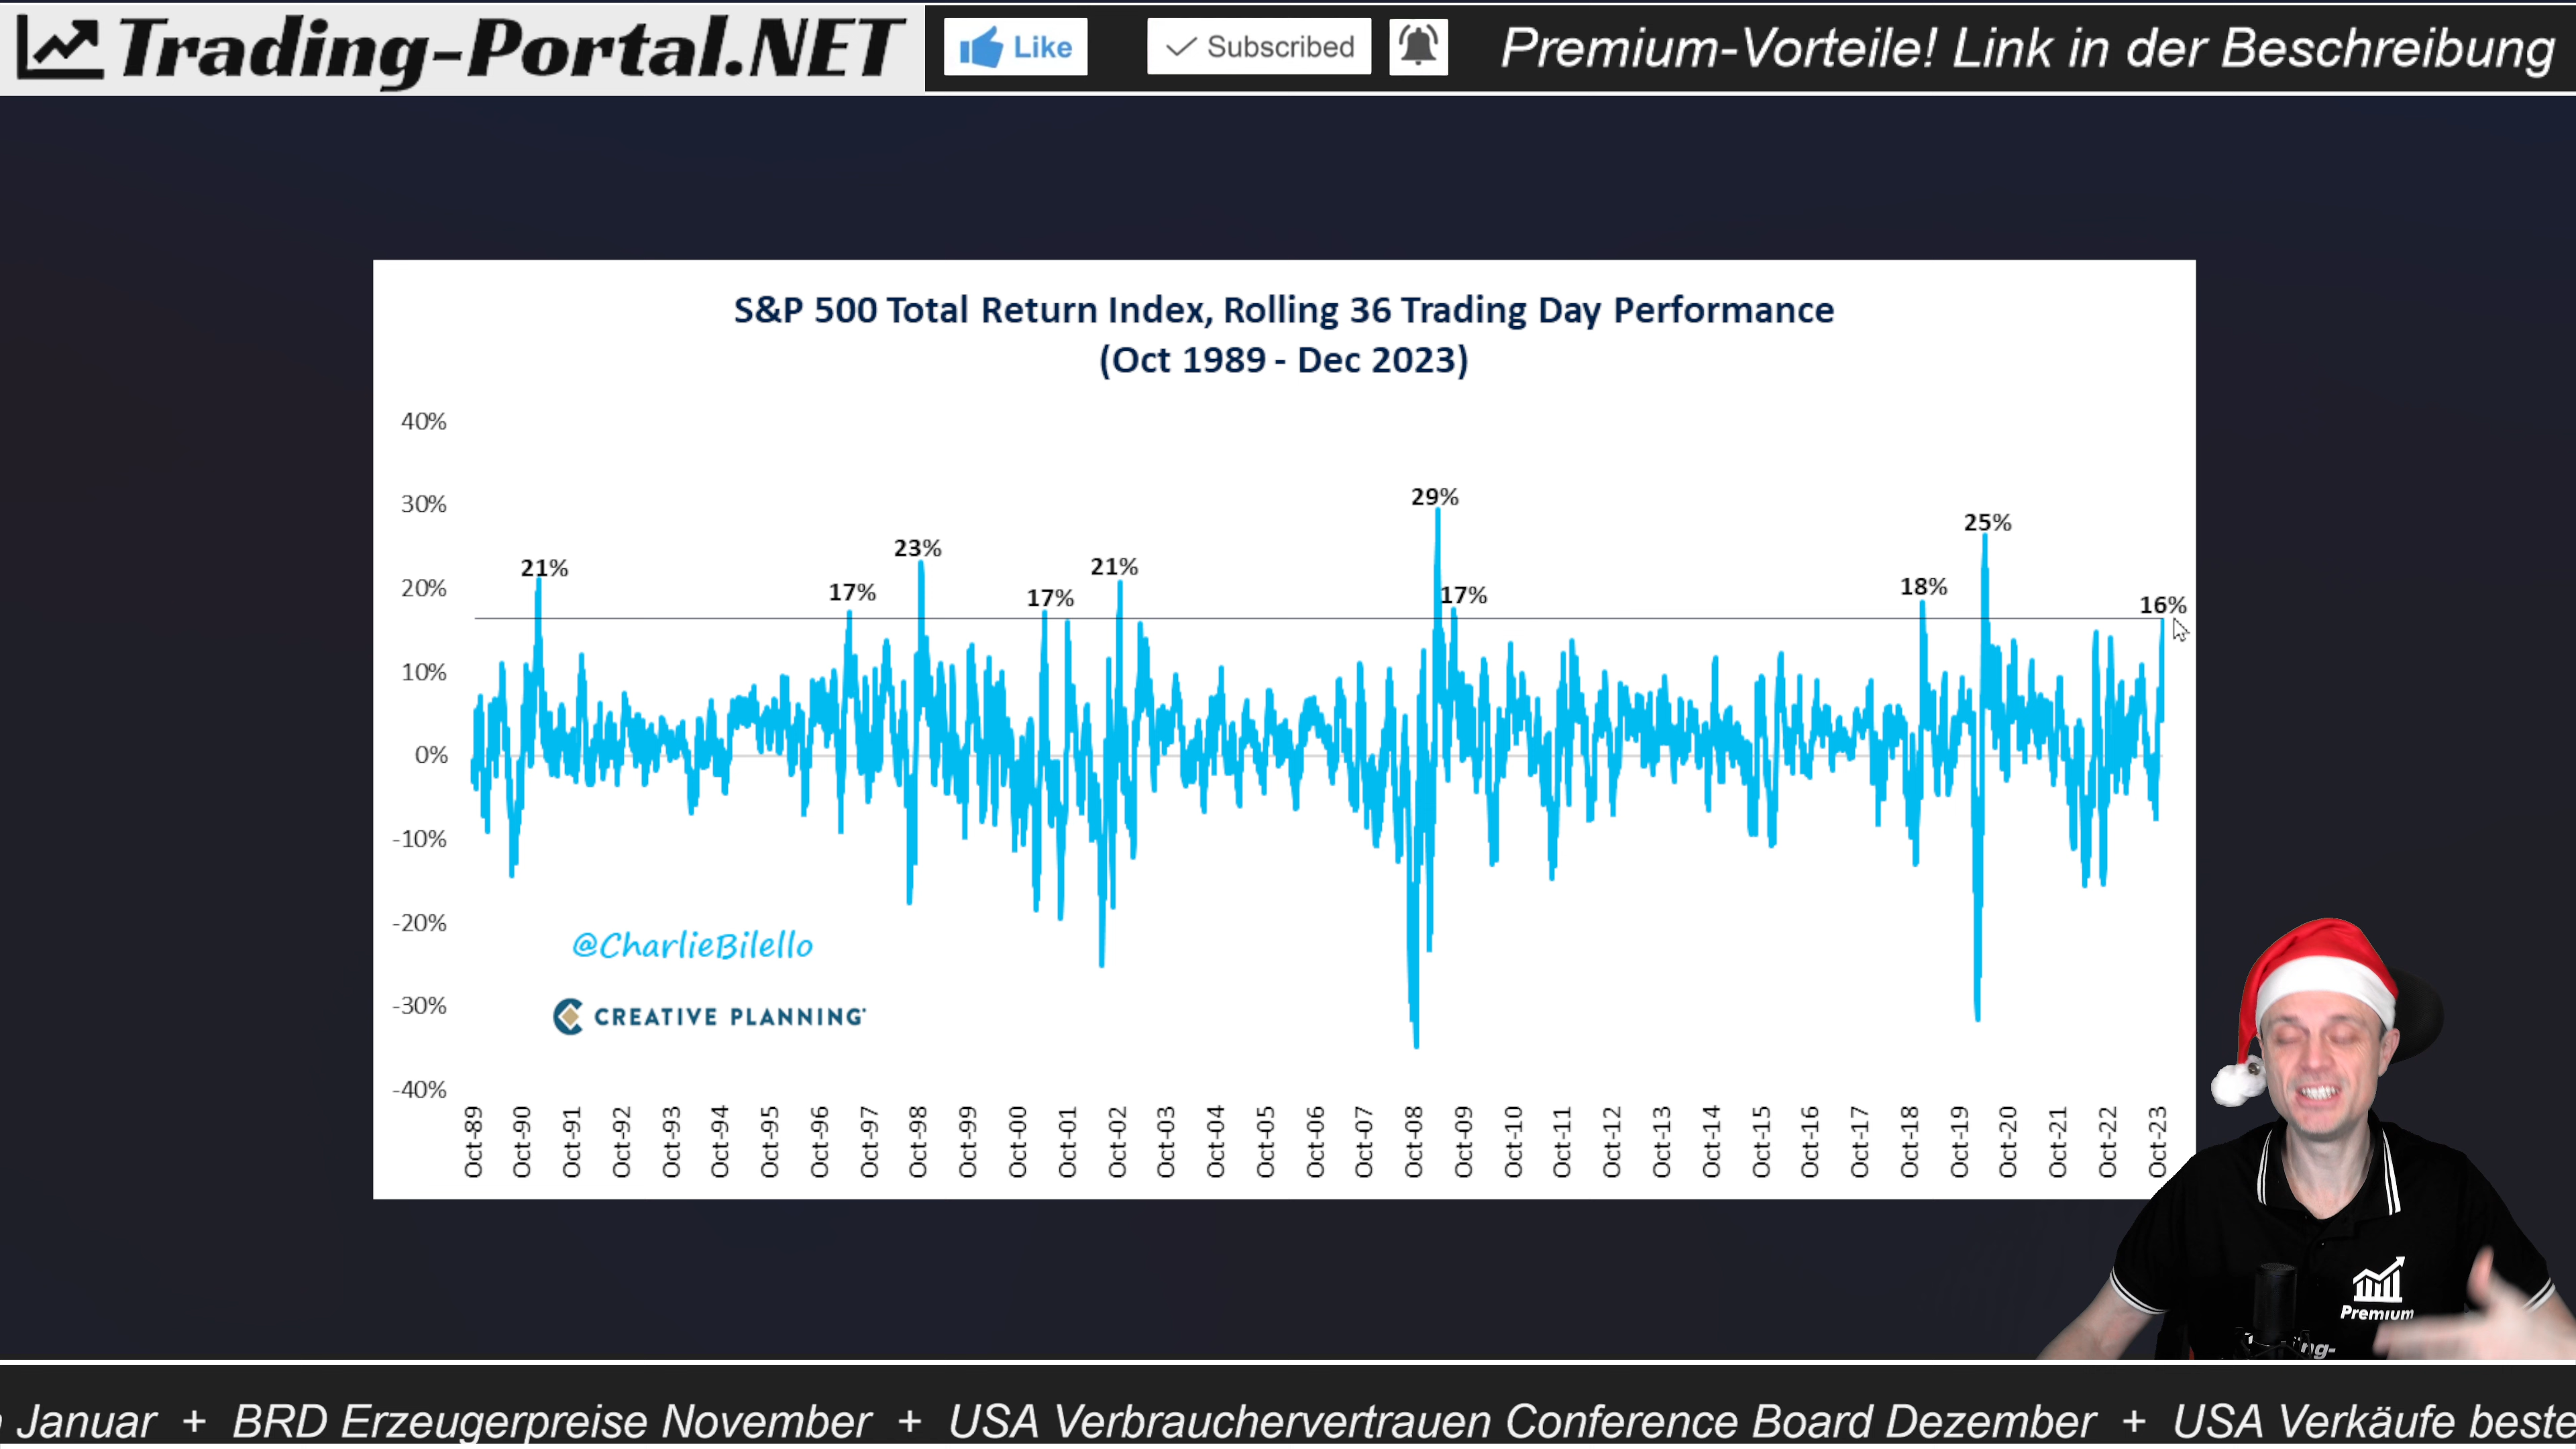 Trading-Portal.NET
Like
Subscribed
Premium-Vorteile! Link in der Beschreibung
S&P 500 Total Return Index, Rolling 36 Trading Day Performance
(Oct 1989 - Dec 2023)
40%
30%
20%
10%
0%
-10%
-20%
-30%
-40%
21%
17%
23%
17%
21%
29%
17%
18%
25%
16%
@CharlieBilello
CREATIVE PLANNING
Oct-89
Oct-90
Oct-91
Oct-92
Oct-93
Oct-94
Oct-95
Oct-96
Oct-97
Oct-98
Oct-99
Oct-00
Oct-01
Oct-02
Oct-03
Oct-04
Oct-05
Oct-06
Oct-07
Oct-08
Oct-09
Oct-10
Oct-11
Oct-12
Oct-13
Oct-14
Oct-15
Oct-16
Oct-17
Oct-18
Oct-19
Oct-20
Oct-21
Oct-22
Oct-23
Premium
Januar + BRD Erzeugerpreise November + USA Verbrauchervertrauen Conference Board Dezember + USA Verkäufe beste